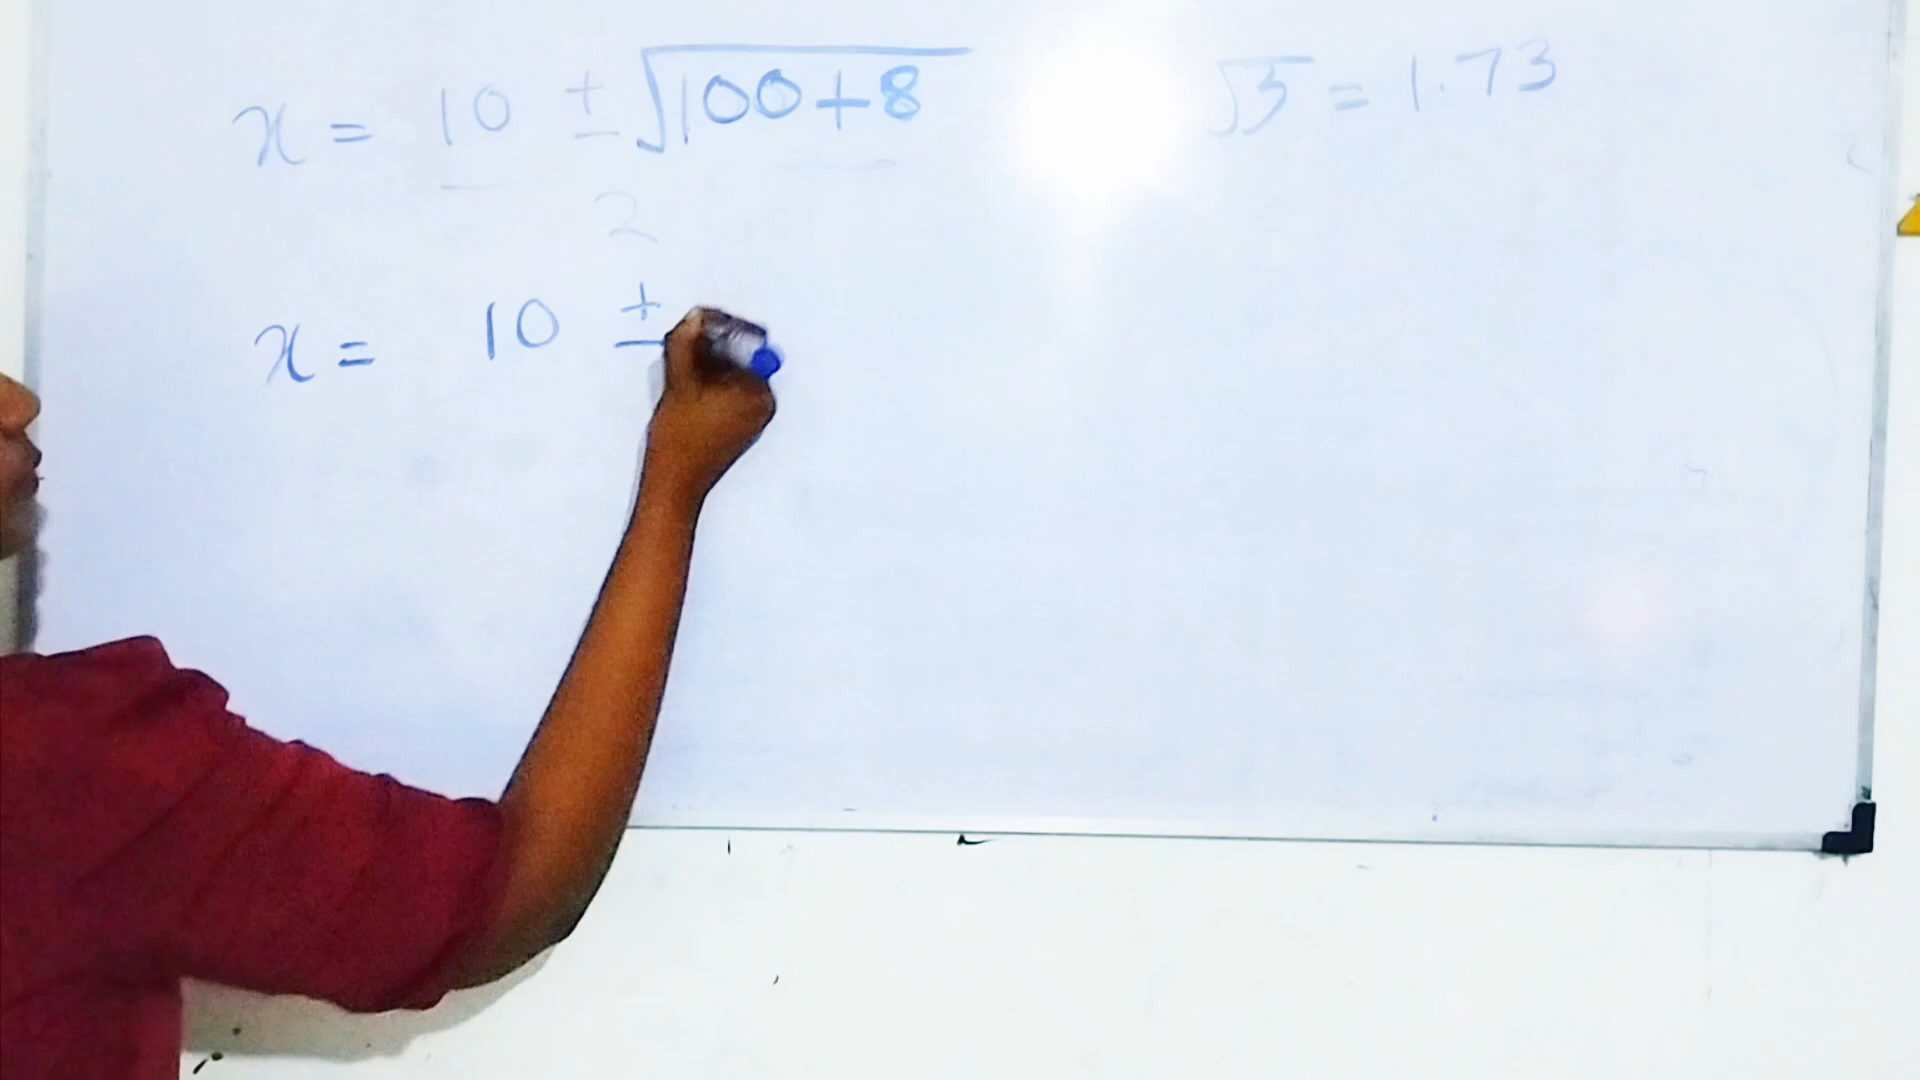 x = 10 ± √100+8
2
√3 = 1.73
x = 10 ±